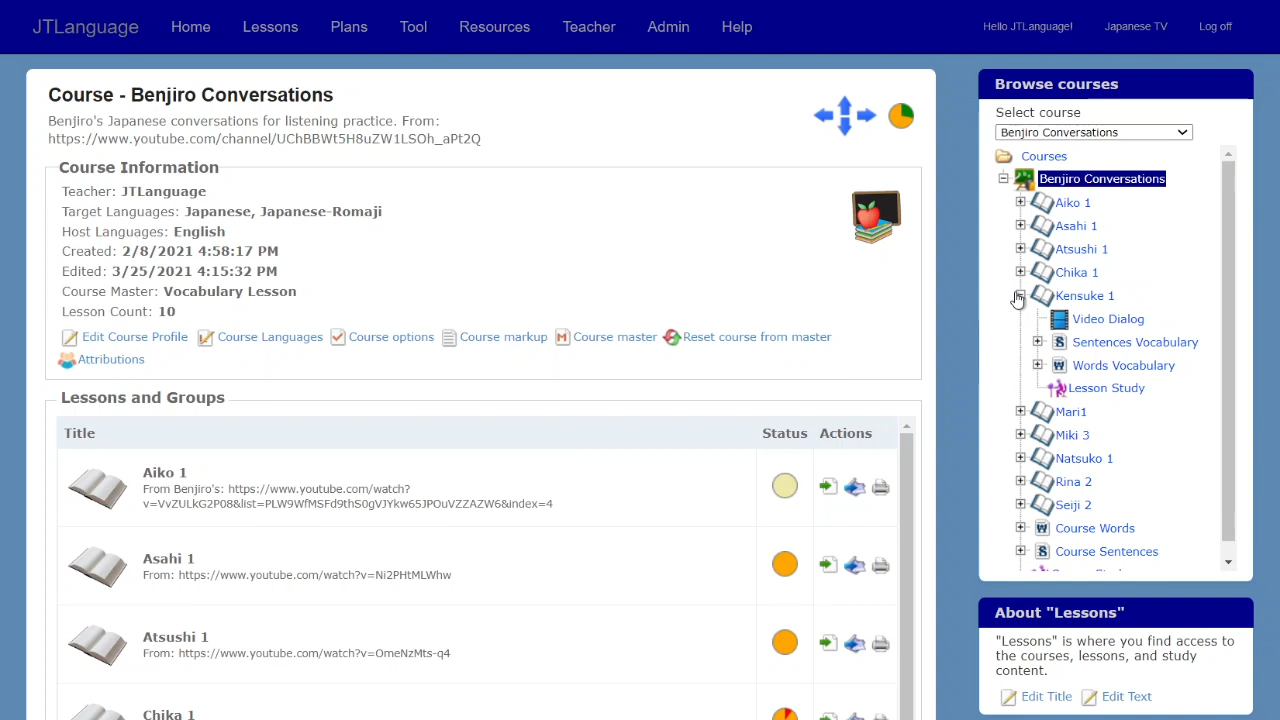 JTLanguage Home Lessons Plans Tool Resources Teacher Admin Help Hello JTLanguage! Japanese TV Log off
Course - Benjiro Conversations
Benjiro's Japanese conversations for listening practice. From:
https://www.youtube.com/channel/UChBBWt5H8uZW1LSOh_aPt2Q
Course Information
Teacher: JTLanguage
Target Languages: Japanese, Japanese-Romaji
Host Languages: English
Created: 2/8/2021 4:58:17 PM
Edited: 3/25/2021 4:15:32 PM
Course Master: Vocabulary Lesson
Lesson Count: 10
Edit Course Profile Course Languages Course options Course markup Course master Reset course from master
Attributions
Lessons and Groups
Title Status Actions
Aiko 1
From Benjiro's: https://www.youtube.com/watch?
v=VvZULkG2P08&list=PLW9WfMSFd9thS0gVJYkw65JPOuVZZAZW6&index=4
Asahi 1
From: https://www.youtube.com/watch?v=Ni2PHtMLWhw
Atsushi 1
From: https://www.youtube.com/watch?v=OmeNzMts-q4
Chika 1
Browse courses
Select course
Benjiro Conversations
Courses
Benjiro Conversations
Aiko 1
Asahi 1
Atsushi 1
Chika 1
Kensuke 1
Video Dialog
Sentences Vocabulary
Words Vocabulary
Lesson Study
Mari1
Miki 3
Natsuko 1
Rina 2
Seiji 2
Course Words
Course Sentences
About "Lessons"
"Lessons" is where you find access to
the courses, lessons, and study
content.
Edit Title Edit Text